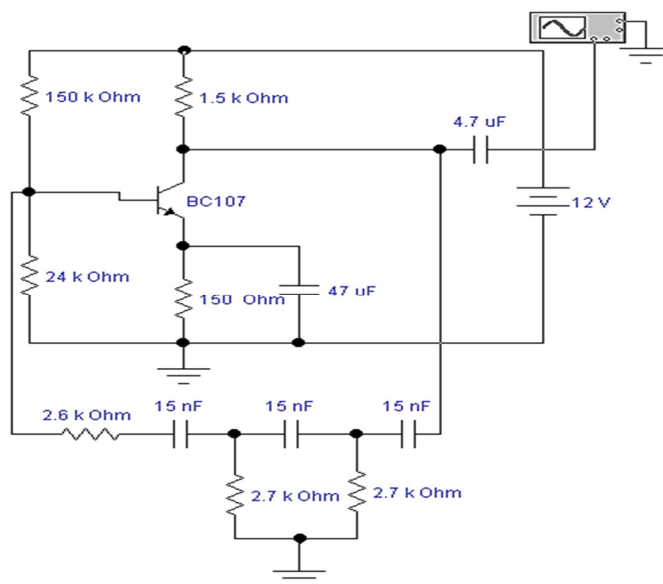 150 k Ohm
1.5 k Ohm
4.7 uF
BC107
12 V
24 k Ohm
150 Ohm
47 uF
2.6 k Ohm
15 nF
15 nF
15 nF
2.7 k Ohm
2.7 k Ohm